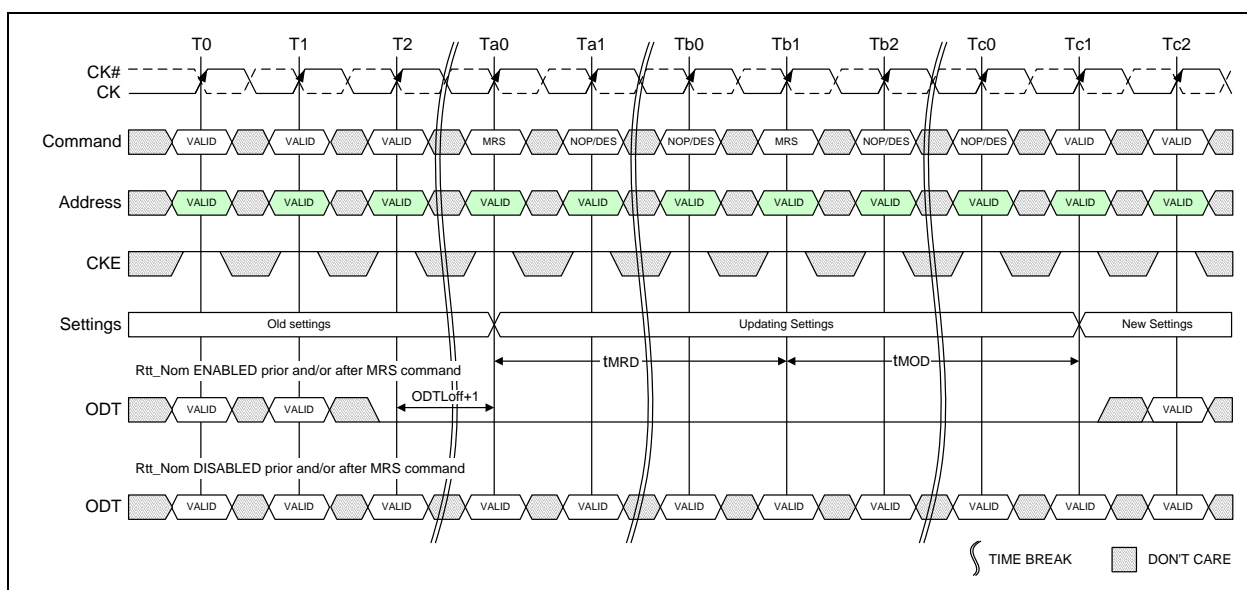 T0 T1 T2 Ta0 Ta1 Tb0 Tb1 Tb2 Tc0 Tc1 Tc2
CK#
CK
Command VALID VALID VALID MRS NOP/DES NOP/DES MRS NOP/DES NOP/DES VALID VALID
Address VALID VALID VALID VALID VALID VALID VALID VALID VALID VALID VALID
CKE
Settings Old settings Updating Settings New Settings
tMRD tMOD
Rtt_Nom ENABLED prior and/or after MRS command
ODTLoff+1
ODT VALID VALID VALID
Rtt_Nom DISABLED prior and/or after MRS command
ODT VALID VALID VALID VALID VALID VALID VALID VALID VALID VALID VALID
TIME BREAK DON'T CARE